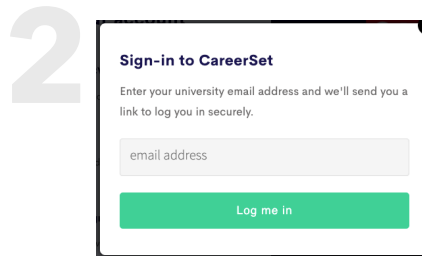 2
Sign-in to CareerSet
Enter your university email address and we'll send you a
link to log you in securely.
email address
Log me in